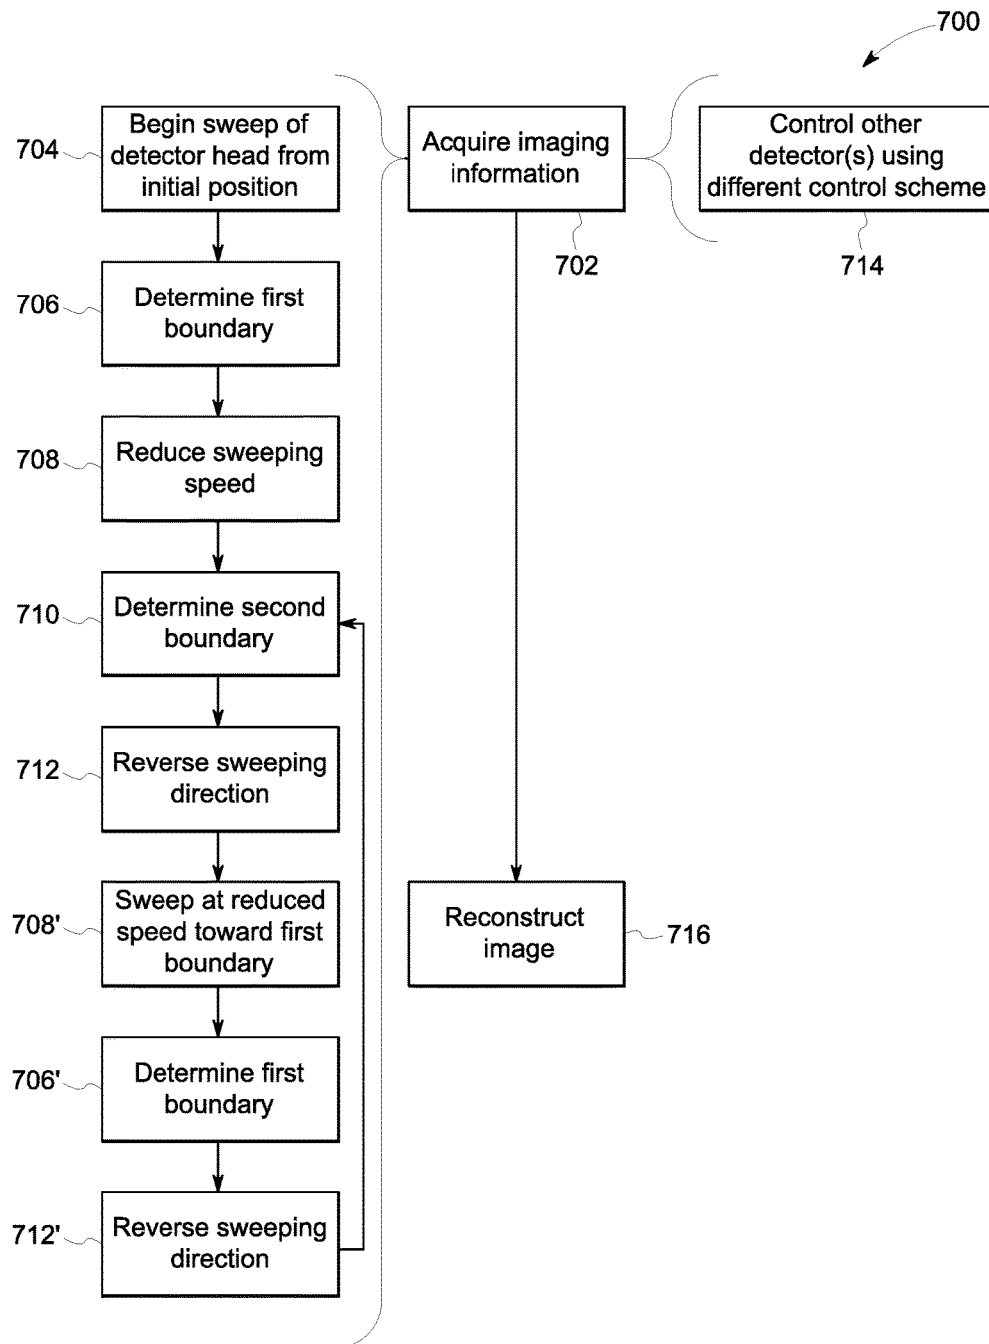 700
704
Begin sweep of
detector head from
initial position
706
Determine first
boundary
708
Reduce sweeping
speed
710
Determine second
boundary
712
Reverse sweeping
direction
708'
Sweep at reduced
speed toward first
boundary
706'
Determine first
boundary
712'
Reverse sweeping
direction
Acquire imaging
information
702
Reconstruct
image
716
Control other
detector(s) using
different control scheme
714